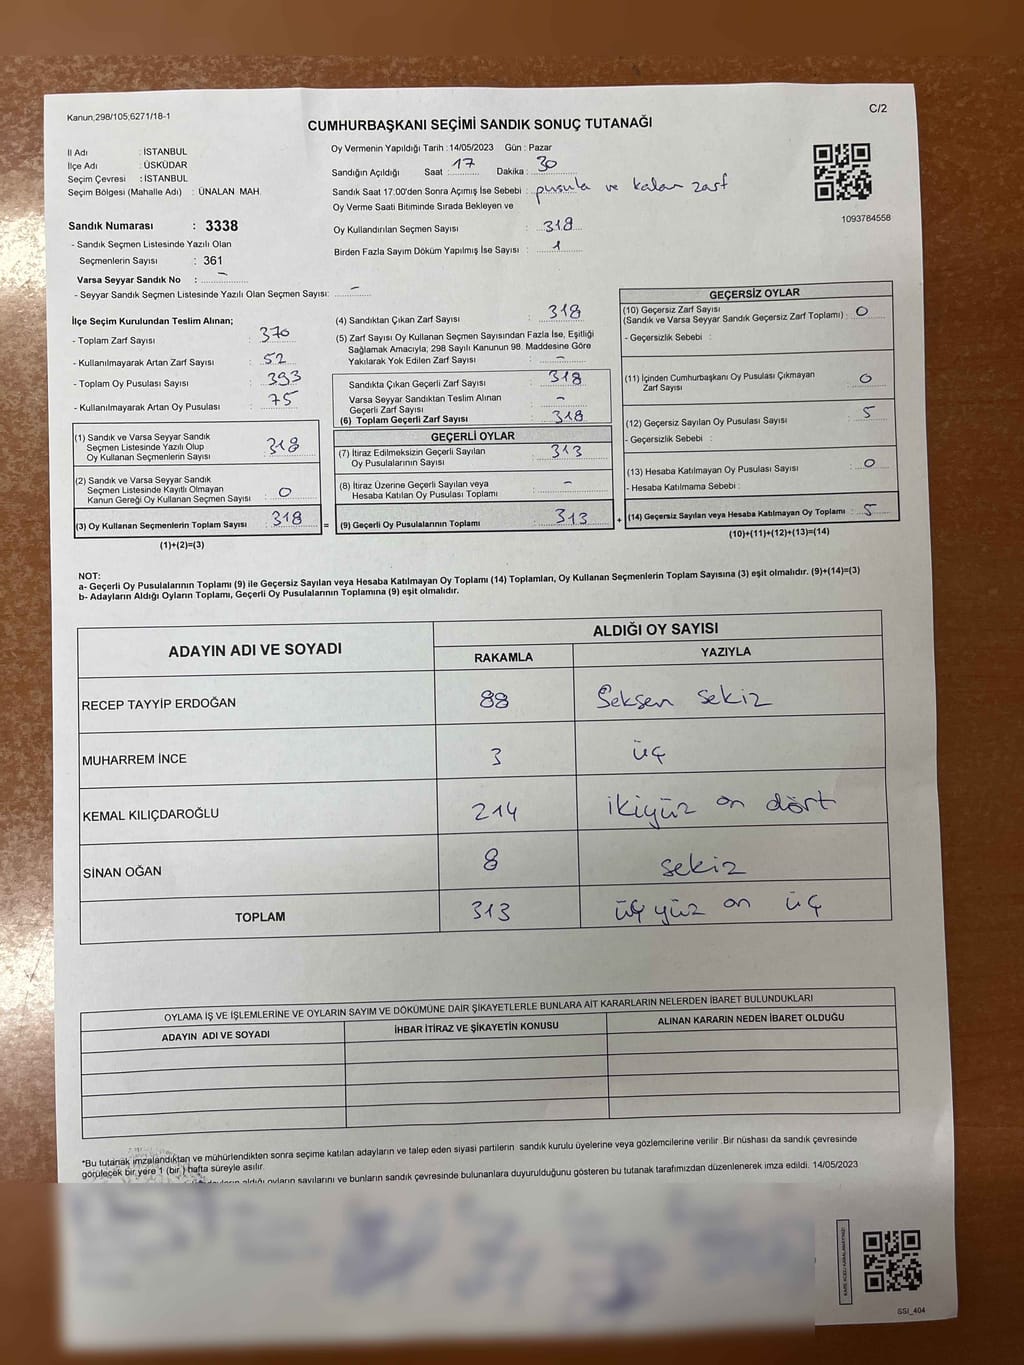 Kanun,298/105;6271/18-1
C/2
CUMHURBAŞKANI SEÇİMİ SANDIK SONUÇ TUTANAĞI
İl Adı : İSTANBUL
İlçe Adı : ÜSKÜDAR
Seçim Çevresi : İSTANBUL
Seçim Bölgesi (Mahalle Adı) : ÜNALAN MAH.
Oy Vermenin Yapıldığı Tarih :14/05/2023 Gün : Pazar
Sandığın Açıldığı Saat : 17 Dakika : 30
Sandık Saat 17.00'den Sonra Açımış İse Sebebi : pusula ve kalan zarf
Oy Verme Saati Bitiminde Sırada Bekleyen ve
Oy Kullandırılan Seçmen Sayısı : 318
Birden Fazla Sayım Döküm Yapılmış İse Sayısı : 1
1093784558
Sandık Numarası : 3338
- Sandık Seçmen Listesinde Yazılı Olan
Seçmenlerin Sayısı : 361
Varsa Seyyar Sandık No : –
- Seyyar Sandık Seçmen Listesinde Yazılı Olan Seçmen Sayısı: –
İlçe Seçim Kurulundan Teslim Alınan;
- Toplam Zarf Sayısı : 370
- Kullanılmayarak Artan Zarf Sayısı : 52
- Toplam Oy Pusulası Sayısı : 393
- Kullanılmayarak Artan Oy Pusulası : 75
(1) Sandık ve Varsa Seyyar Sandık
Seçmen Listesinde Yazılı Olup
Oy Kullanan Seçmenlerin Sayısı : 318
(2) Sandık ve Varsa Seyyar Sandık
Seçmen Listesinde Kayıtlı Olmayan
Kanun Gereği Oy Kullanan Seçmen Sayısı : 0
(3) Oy Kullanan Seçmenlerin Toplam Sayısı : 318 =
(1)+(2)=(3)
(4) Sandıktan Çıkan Zarf Sayısı : 318
(5) Zarf Sayısı Oy Kullanan Seçmen Sayısından Fazla İse, Eşitliği
Sağlamak Amacıyla; 298 Sayılı Kanunun 98. Maddesine Göre
Yakılarak Yok Edilen Zarf Sayısı : –
Sandıkta Çıkan Geçerli Zarf Sayısı : 318
Varsa Seyyar Sandıktan Teslim Alınan
Geçerli Zarf Sayısı : –
(6) Toplam Geçerli Zarf Sayısı : 318
GEÇERLİ OYLAR
(7) İtiraz Edilmeksizin Geçerli Sayılan
Oy Pusulalarının Sayısı : 313
(8) İtiraz Üzerine Geçerli Sayılan veya
Hesaba Katılan Oy Pusulası Toplamı : –
(9) Geçerli Oy Pusulalarının Toplamı : 313 +
GEÇERSİZ OYLAR
(10) Geçersiz Zarf Sayısı
(Sandık ve Varsa Seyyar Sandık Geçersiz Zarf Toplamı) : 0
- Geçersizlik Sebebi :
(11) İçinden Cumhurbaşkanı Oy Pusulası Çıkmayan
Zarf Sayısı : 0
(12) Geçersiz Sayılan Oy Pusulası Sayısı : 5
- Geçersizlik Sebebi :
(13) Hesaba Katılmayan Oy Pusulası Sayısı : 0
- Hesaba Katılmama Sebebi :
(14) Geçersiz Sayılan veya Hesaba Katılmayan Oy Toplamı : 5
(10)+(11)+(12)+(13)=(14)
NOT:
a- Geçerli Oy Pusulalarının Toplamı (9) ile Geçersiz Sayılan veya Hesaba Katılmayan Oy Toplamı (14) Toplamları, Oy Kullanan Seçmenlerin Toplam Sayısına (3) eşit olmalıdır. (9)+(14)=(3)
b- Adayların Aldığı Oyların Toplamı, Geçerli Oy Pusulalarının Toplamına (9) eşit olmalıdır.
ADAYIN ADI VE SOYADI
ALDIĞI OY SAYISI
RAKAMLA YAZIYLA
RECEP TAYYİP ERDOĞAN 88 Seksen sekiz
MUHARREM İNCE 3 üç
KEMAL KILIÇDAROĞLU 214 ikiyüz on dört
SİNAN OĞAN 8 sekiz
TOPLAM 313 üçyüz on üç
OYLAMA İŞ VE İŞLEMLERİNE VE OYLARIN SAYIM VE DÖKÜMÜNE DAİR ŞİKAYETLERLE BUNLARA AİT KARARLARIN NELERDEN İBARET BULUNDUKLARI
ADAYIN ADI VE SOYADI İHBAR İTİRAZ VE ŞİKAYETİN KONUSU ALINAN KARARIN NEDEN İBARET OLDUĞU
*Bu tutanak imzalandıktan ve mühürlendikten sonra seçime katılan adayların ve talep eden siyasi partilerin sandık kurulu üyelerine veya gözlemcilerine verilir .Bir nüshası da sandık çevresinde
görülecek bir yere 1 (bir ) hafta süreyle asılır.
aldığı oyların sayılarını ve bunların sandık çevresinde bulunanlara duyurulduğunu gösteren bu tutanak tarafımızdan düzenlenerek imza edildi. 14/05/2023
SSI_404